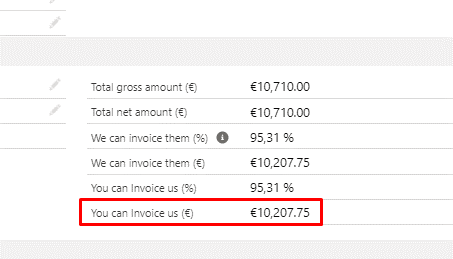 Total gross amount (€) €10,710.00
Total net amount (€) €10,710.00
We can invoice them (%) 95,31 %
We can invoice them (€) €10,207.75
You can Invoice us (%) 95,31 %
You can Invoice us (€) €10,207.75